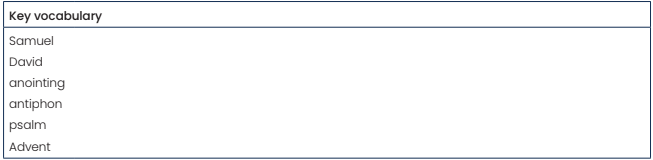 Key vocabulary
Samuel
David
anointing
antiphon
psalm
Advent